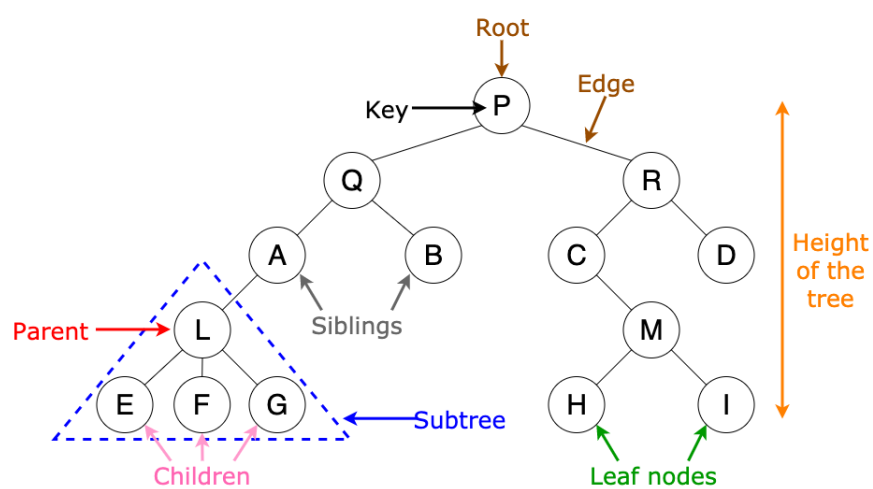 Root
Edge
Key
P
Q
R
A
B
C
D
Height
of the
tree
Siblings
Parent
L
M
E
F
G
H
I
Subtree
Children
Leaf nodes